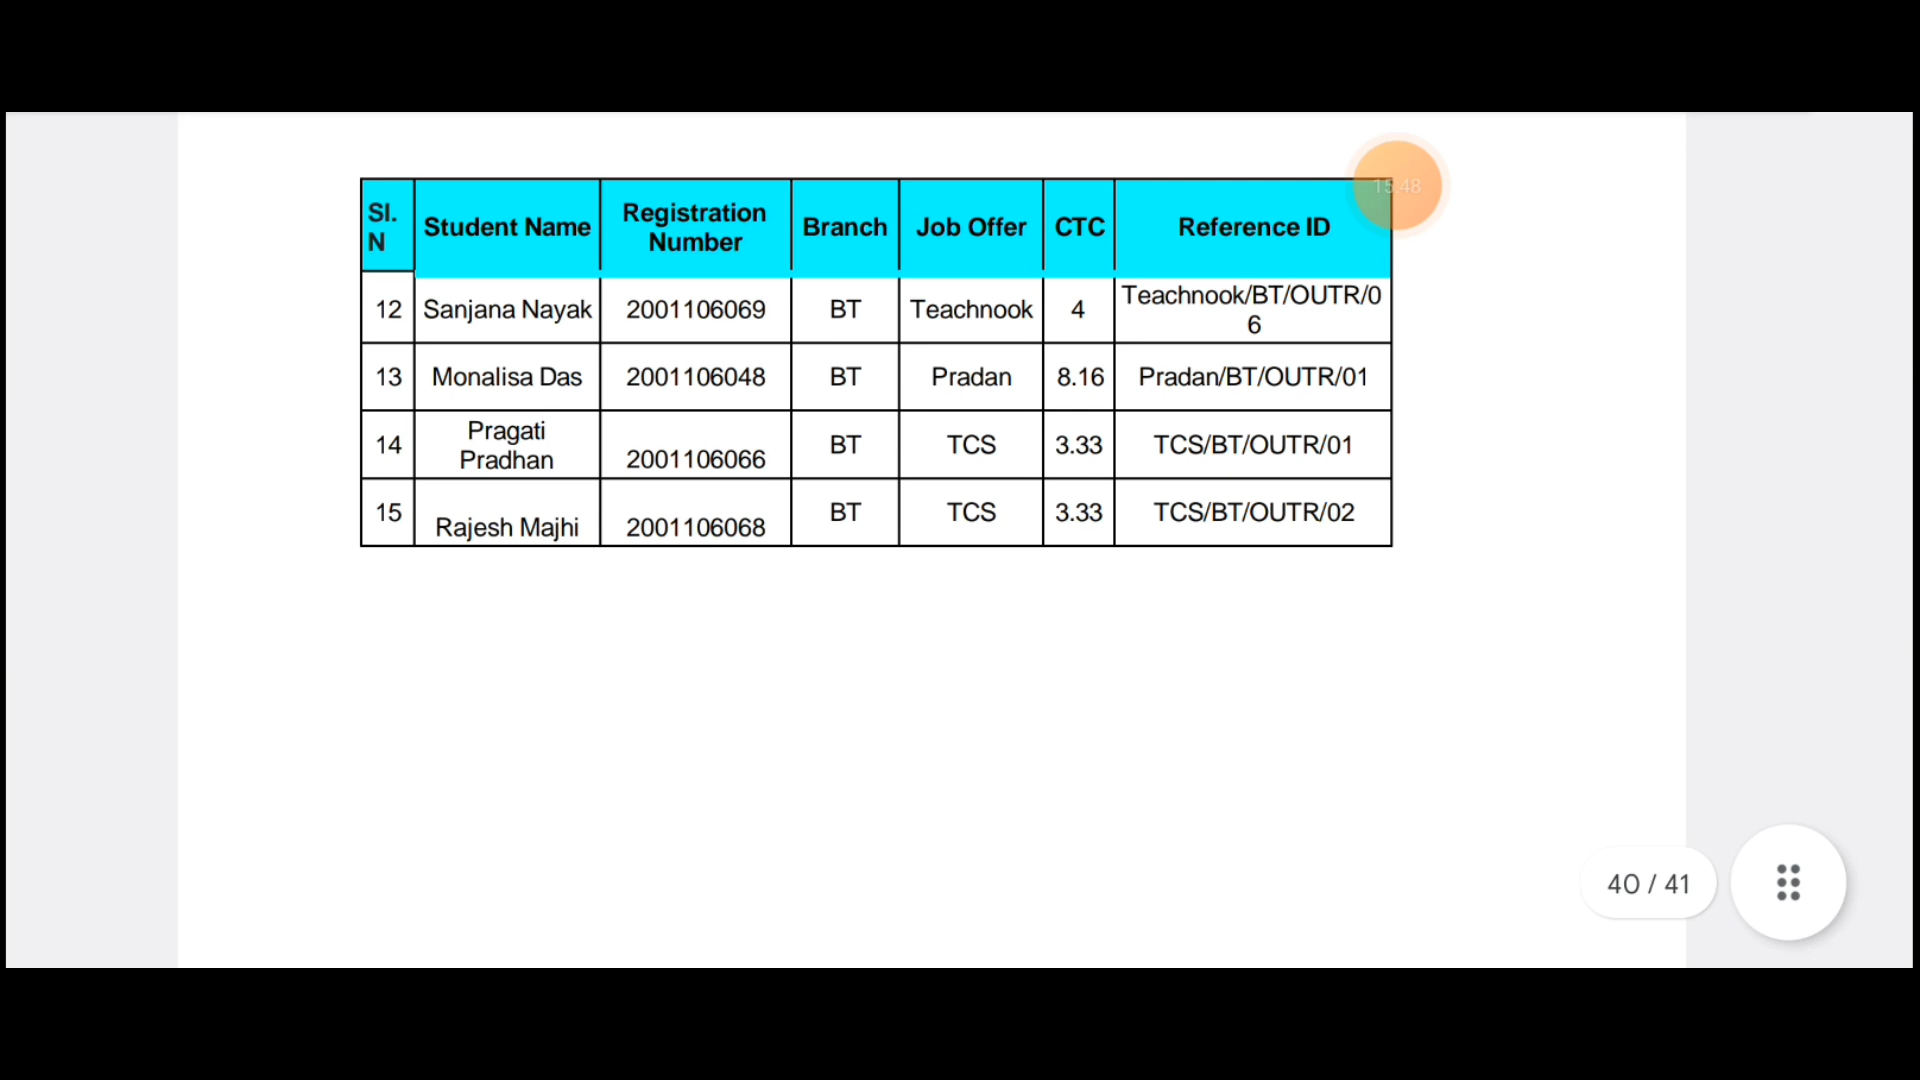 Sl. N | Student Name | Registration Number | Branch | Job Offer | CTC | Reference ID
12 | Sanjana Nayak | 2001106069 | BT | Teachnook | 4 | Teachnook/BT/OUTR/06
13 | Monalisa Das | 2001106048 | BT | Pradan | 8.16 | Pradan/BT/OUTR/01
14 | Pragati Pradhan | 2001106066 | BT | TCS | 3.33 | TCS/BT/OUTR/01
15 | Rajesh Majhi | 2001106068 | BT | TCS | 3.33 | TCS/BT/OUTR/02
15:48
40 / 41